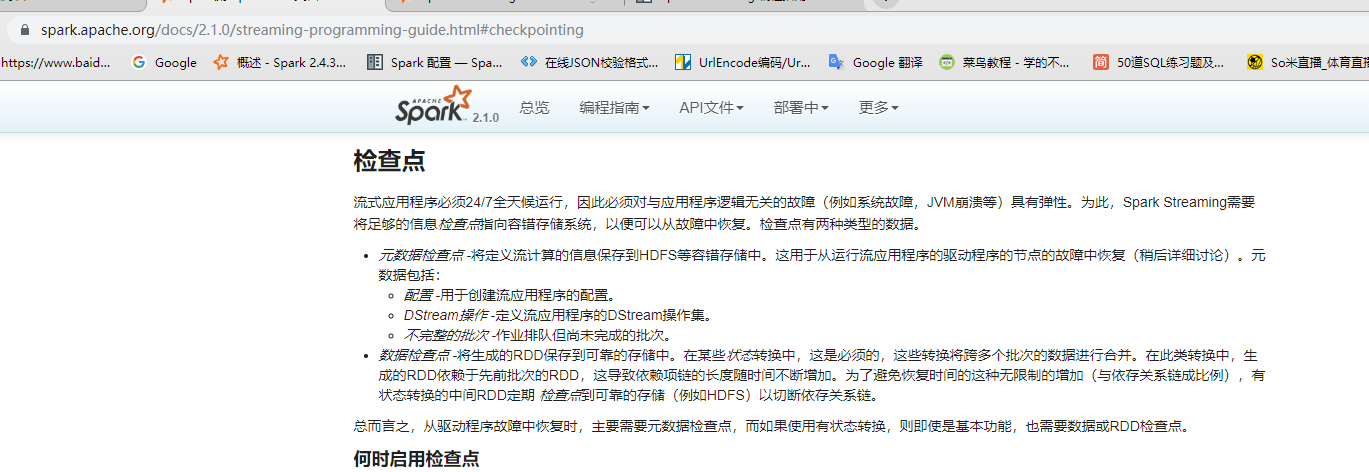 spark.apache.org/docs/2.1.0/streaming-programming-guide.html#checkpointing
https://www.baid... Google 概述 - Spark 2.4.3... Spark 配置 — Spa... 在线JSON校验格式... UrlEncode编码/Ur... Google 翻译 菜鸟教程 - 学的不... 简 50道SQL练习题及... So米直播_体育直播
APACHE Spark 2.1.0 总览 编程指南 API文件 部署中 更多
检查点
流式应用程序必须24/7全天候运行，因此必须对与应用程序逻辑无关的故障（例如系统故障，JVM崩溃等）具有弹性。为此，Spark Streaming需要
将足够的信息检查点指向容错存储系统，以便可以从故障中恢复。检查点有两种类型的数据。
元数据检查点 -将定义流计算的信息保存到HDFS等容错存储中。这用于从运行流应用程序的驱动程序的节点的故障中恢复（稍后详细讨论）。元
数据包括：
配置 -用于创建流应用程序的配置。
DStream操作 -定义流应用程序的DStream操作集。
不完整的批次 -作业排队但尚未完成的批次。
数据检查点 -将生成的RDD保存到可靠的存储中。在某些状态转换中，这是必须的，这些转换将跨多个批次的数据进行合并。在此类转换中，生
成的RDD依赖于先前批次的RDD，这导致依赖项链的长度随时间不断增加。为了避免恢复时间的这种无限制的增加（与依存关系链成比例），有
状态转换的中间RDD定期 检查点到可靠的存储（例如HDFS）以切断依存关系链。
总而言之，从驱动程序故障中恢复时，主要需要元数据检查点，而如果使用有状态转换，则即使是基本功能，也需要数据或RDD检查点。
何时启用检查点